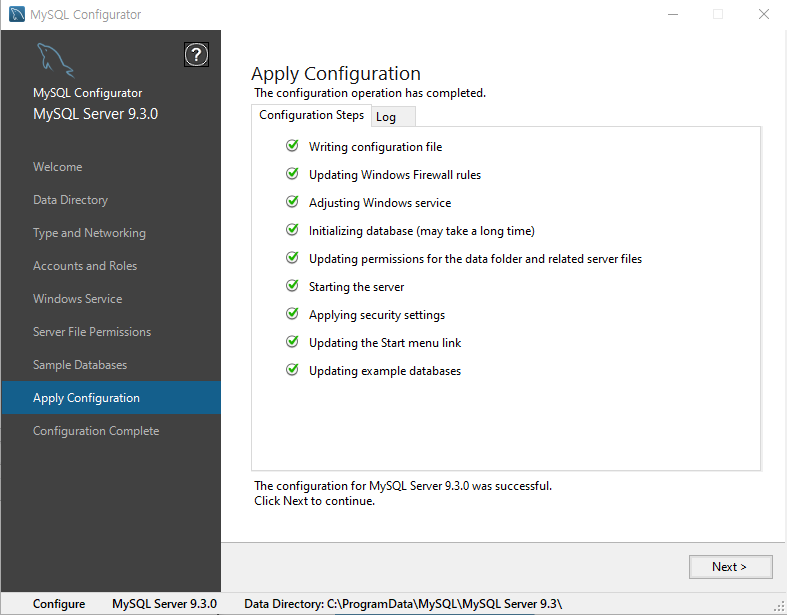 MySQL Configurator
?
MySQL Configurator
MySQL Server 9.3.0
Welcome
Data Directory
Type and Networking
Accounts and Roles
Windows Service
Server File Permissions
Sample Databases
Apply Configuration
Configuration Complete
Apply Configuration
The configuration operation has completed.
Configuration Steps Log
Writing configuration file
Updating Windows Firewall rules
Adjusting Windows service
Initializing database (may take a long time)
Updating permissions for the data folder and related server files
Starting the server
Applying security settings
Updating the Start menu link
Updating example databases
The configuration for MySQL Server 9.3.0 was successful.
Click Next to continue.
Next >
Configure MySQL Server 9.3.0 Data Directory: C:\ProgramData\MySQL\MySQL Server 9.3\